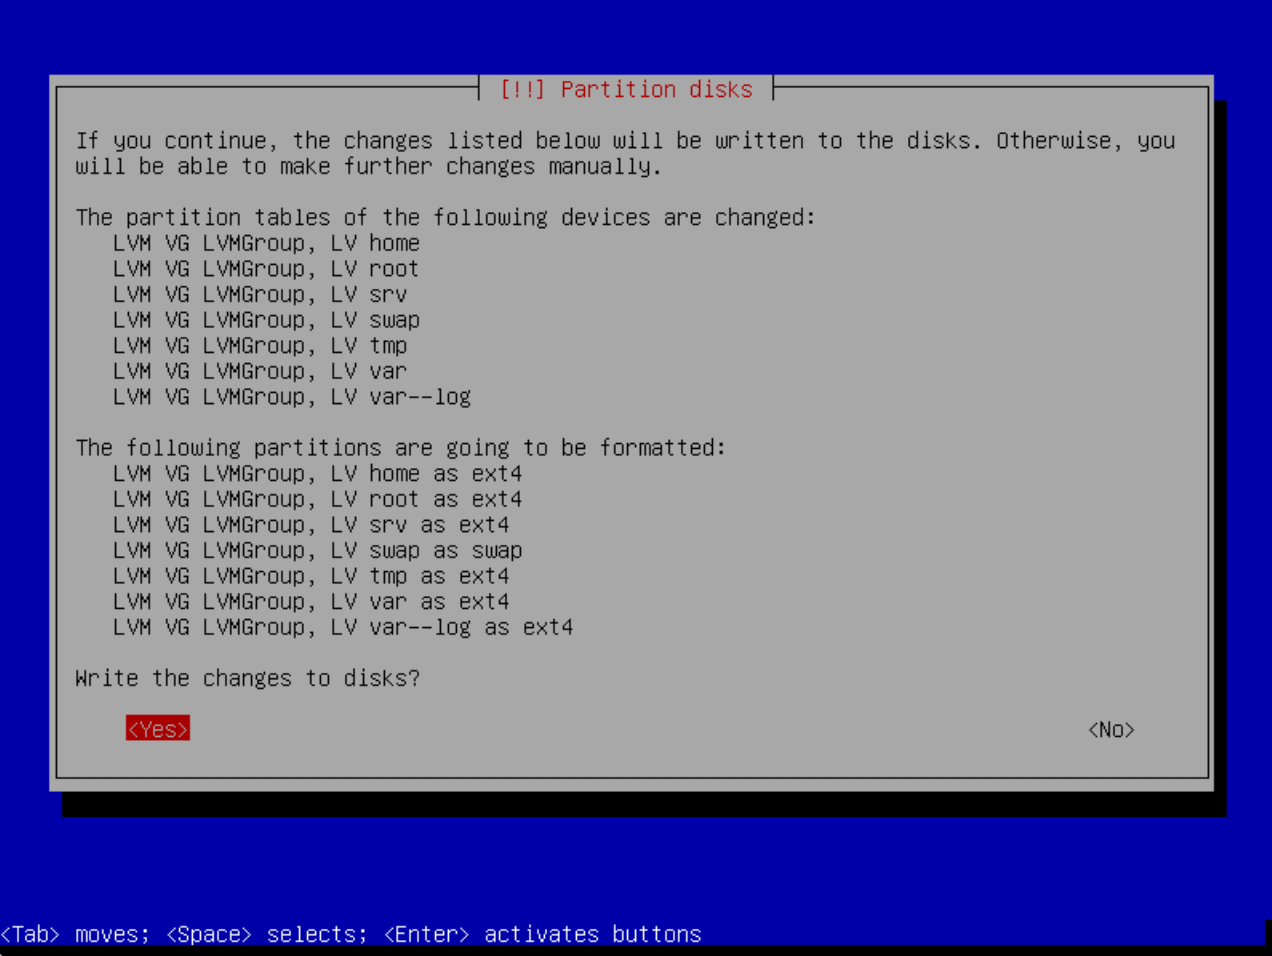 [!!] Partition disks
If you continue, the changes listed below will be written to the disks. Otherwise, you
will be able to make further changes manually.
The partition tables of the following devices are changed:
LVM VG LVMGroup, LV home
LVM VG LVMGroup, LV root
LVM VG LVMGroup, LV srv
LVM VG LVMGroup, LV swap
LVM VG LVMGroup, LV tmp
LVM VG LVMGroup, LV var
LVM VG LVMGroup, LV var--log
The following partitions are going to be formatted:
LVM VG LVMGroup, LV home as ext4
LVM VG LVMGroup, LV root as ext4
LVM VG LVMGroup, LV srv as ext4
LVM VG LVMGroup, LV swap as swap
LVM VG LVMGroup, LV tmp as ext4
LVM VG LVMGroup, LV var as ext4
LVM VG LVMGroup, LV var--log as ext4
Write the changes to disks?
<Yes> <No>
<Tab> moves; <Space> selects; <Enter> activates buttons